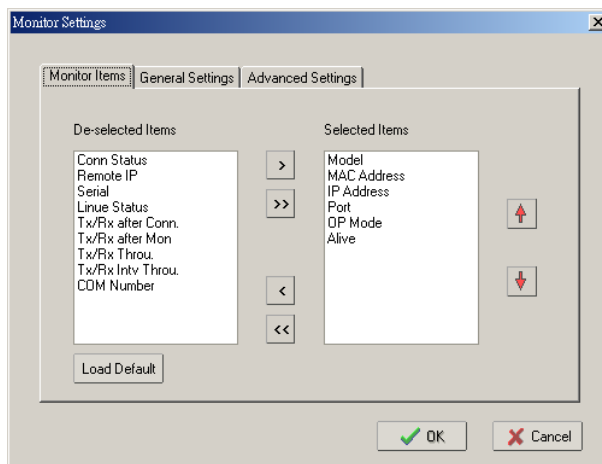 Monitor Settings
Monitor Items
General Settings
Advanced Settings
De-selected Items
Conn Status
Remote IP
Serial
Linue Status
Tx/Rx after Conn.
Tx/Rx after Mon
Tx/Rx Throu.
Tx/Rx Intv Throu.
COM Number
>
>>
<
<<
Selected Items
Model
MAC Address
IP Address
Port
OP Mode
Alive
Load Default
OK
Cancel